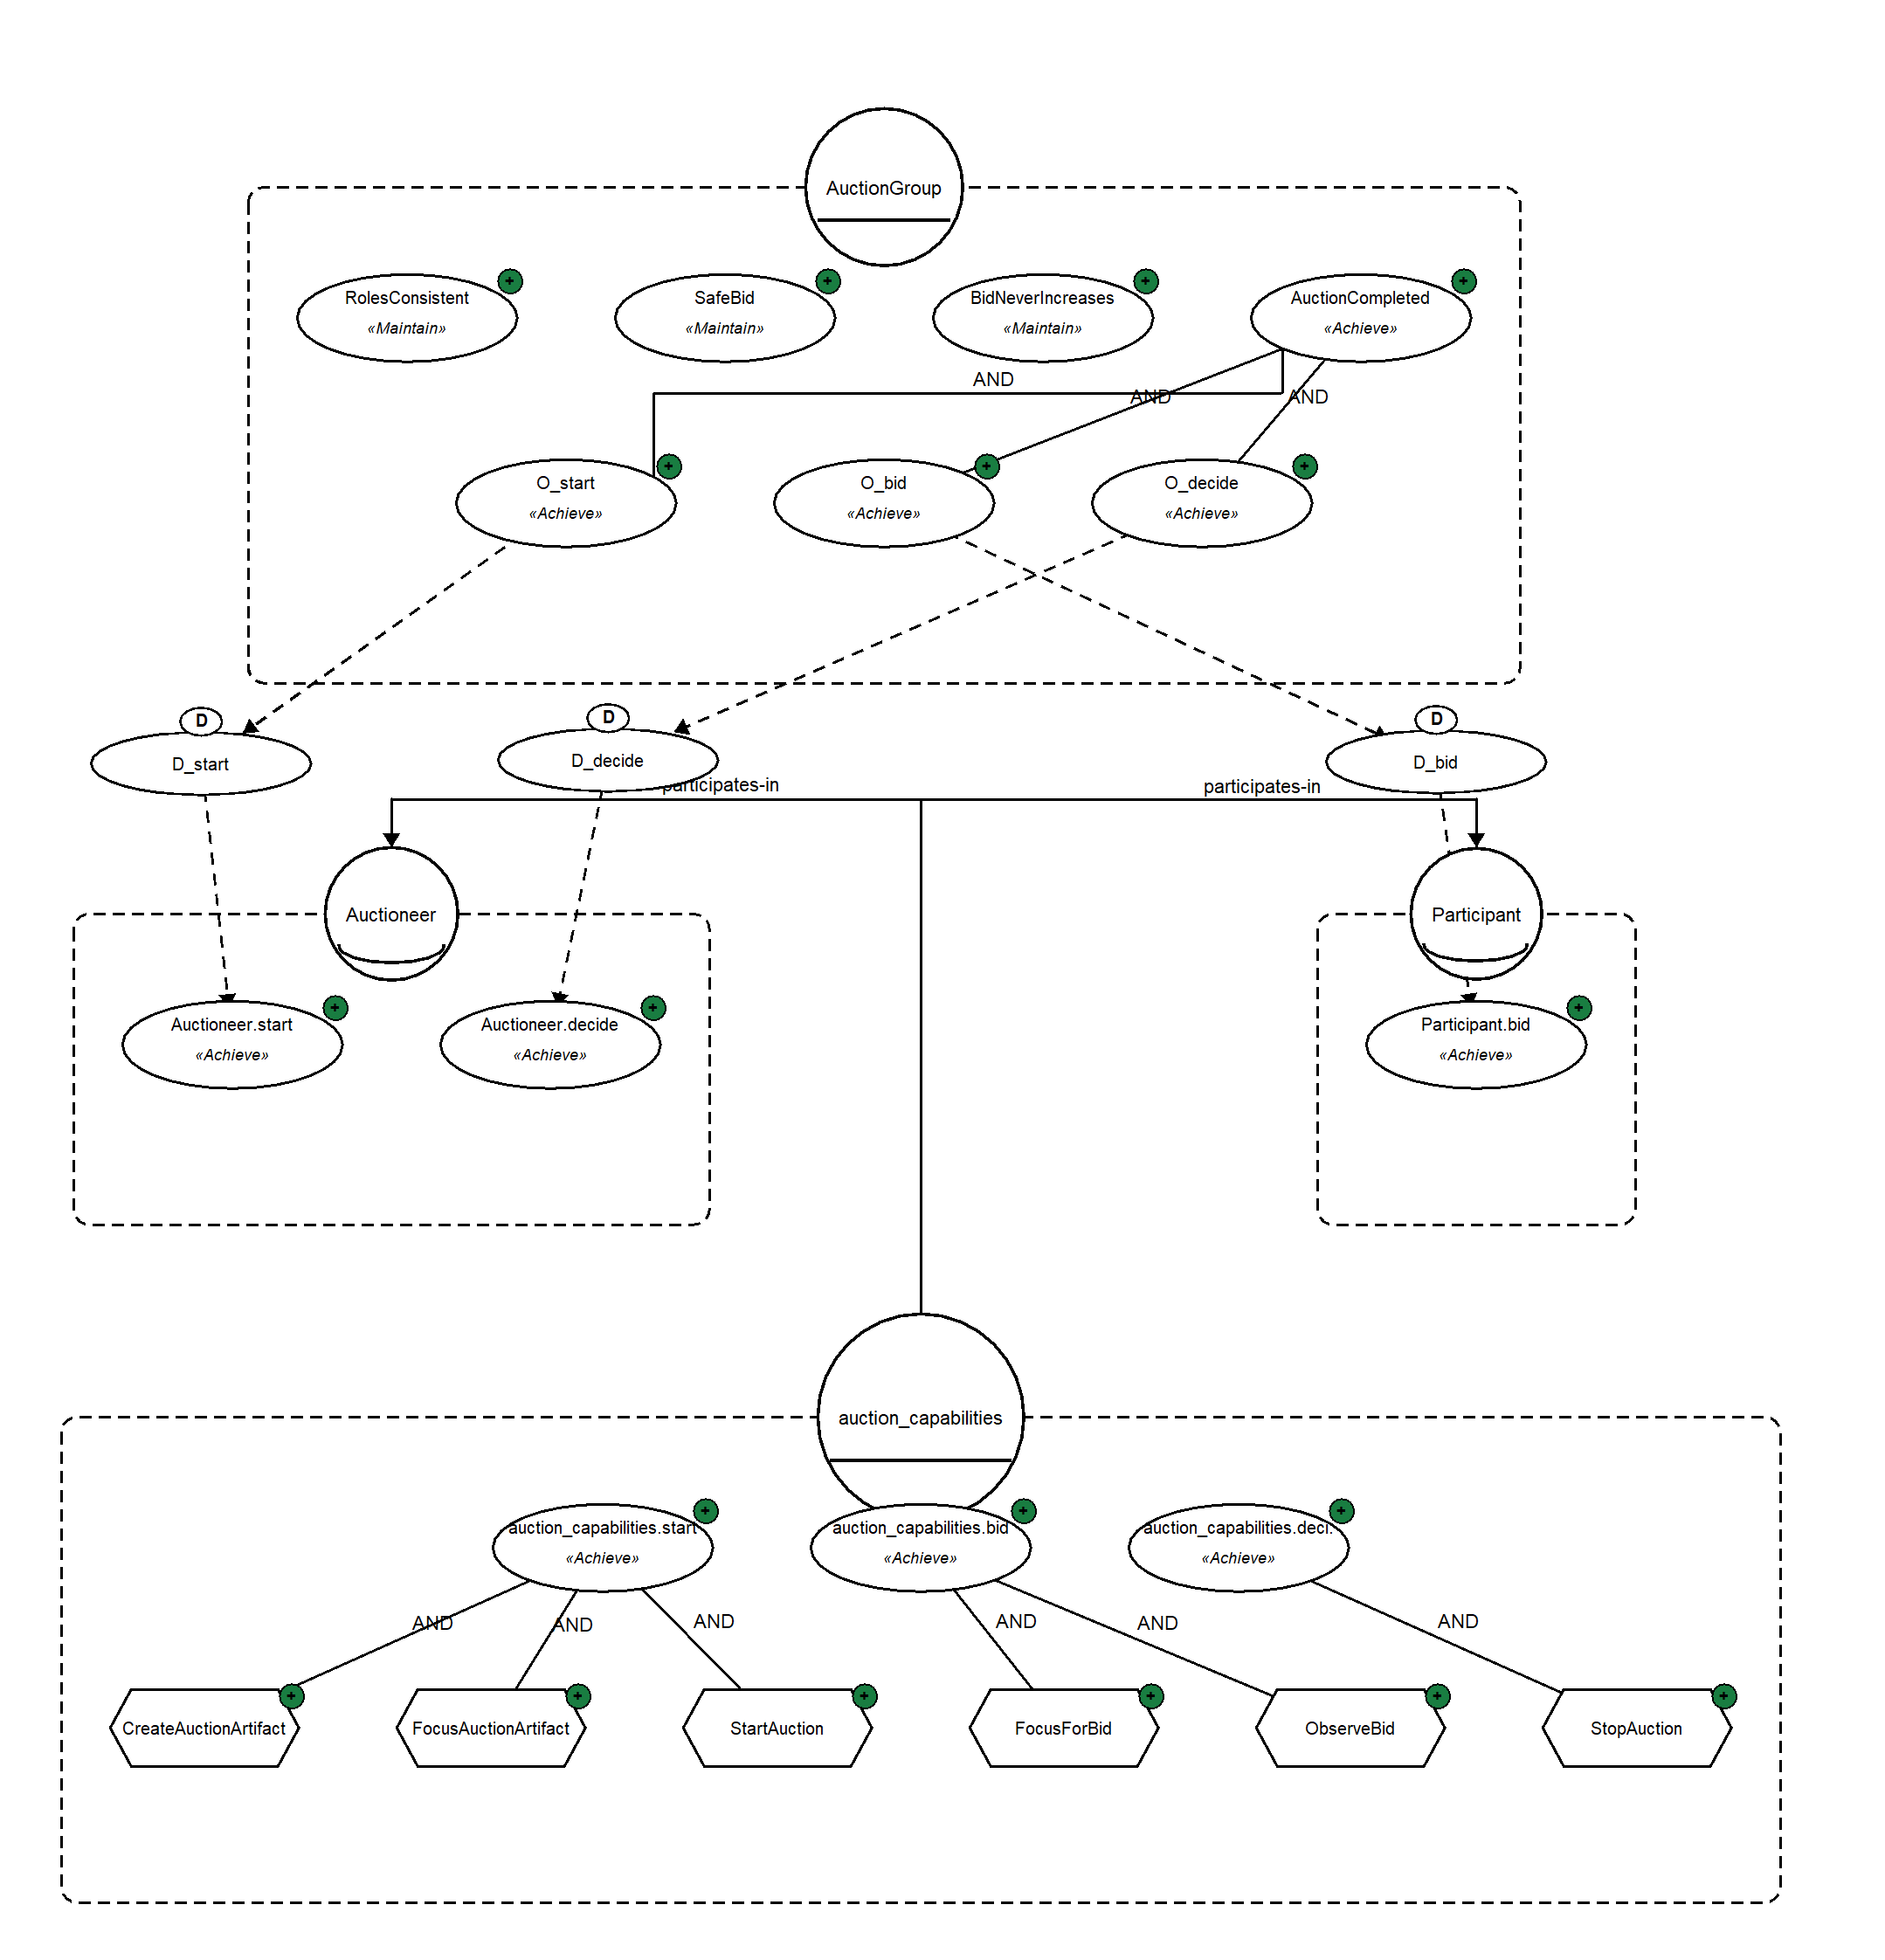 AuctionGroup
RolesConsistent
«Maintain»
SafeBid
«Maintain»
BidNeverIncreases
«Maintain»
AuctionCompleted
«Achieve»
AND
AND
AND
O_start
«Achieve»
O_bid
«Achieve»
O_decide
«Achieve»
D
D_start
D
D_decide
D
D_bid
participates-in
participates-in
Auctioneer
Participant
Auctioneer.start
«Achieve»
Auctioneer.decide
«Achieve»
Participant.bid
«Achieve»
auction_capabilities
auction_capabilities.start
«Achieve»
auction_capabilities.bid
«Achieve»
auction_capabilities.deci.
«Achieve»
AND
AND
AND
AND
AND
AND
CreateAuctionArtifact
FocusAuctionArtifact
StartAuction
FocusForBid
ObserveBid
StopAuction